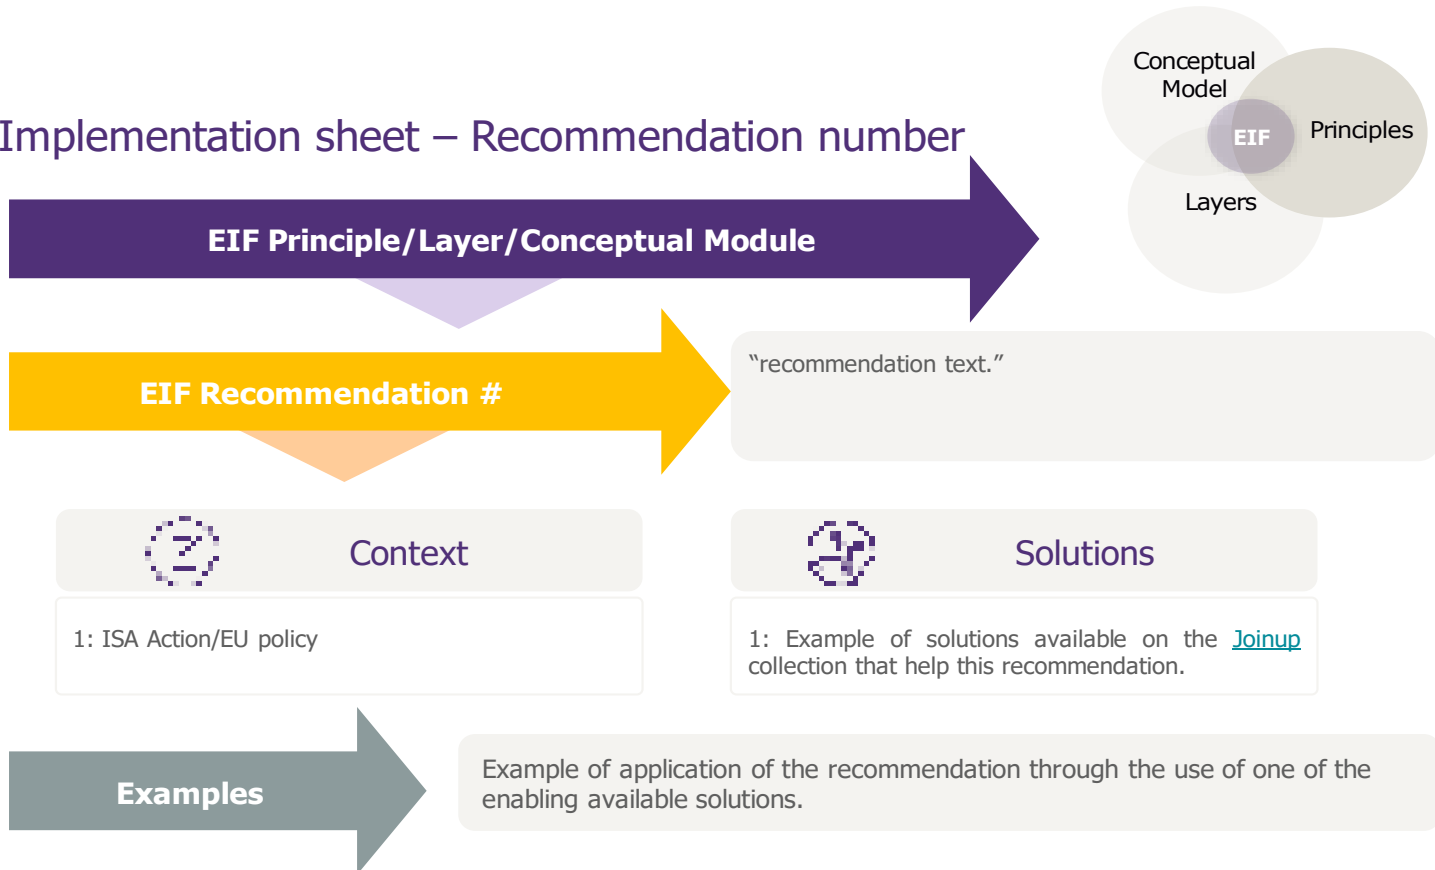 Conceptual
Model
EIF
Principles
Layers
Implementation sheet – Recommendation number
EIF Principle/Layer/Conceptual Module
EIF Recommendation #
“recommendation text.”
Context
Solutions
1: ISA Action/EU policy
1: Example of solutions available on the Joinup
collection that help this recommendation.
Examples
Example of application of the recommendation through the use of one of the
enabling available solutions.